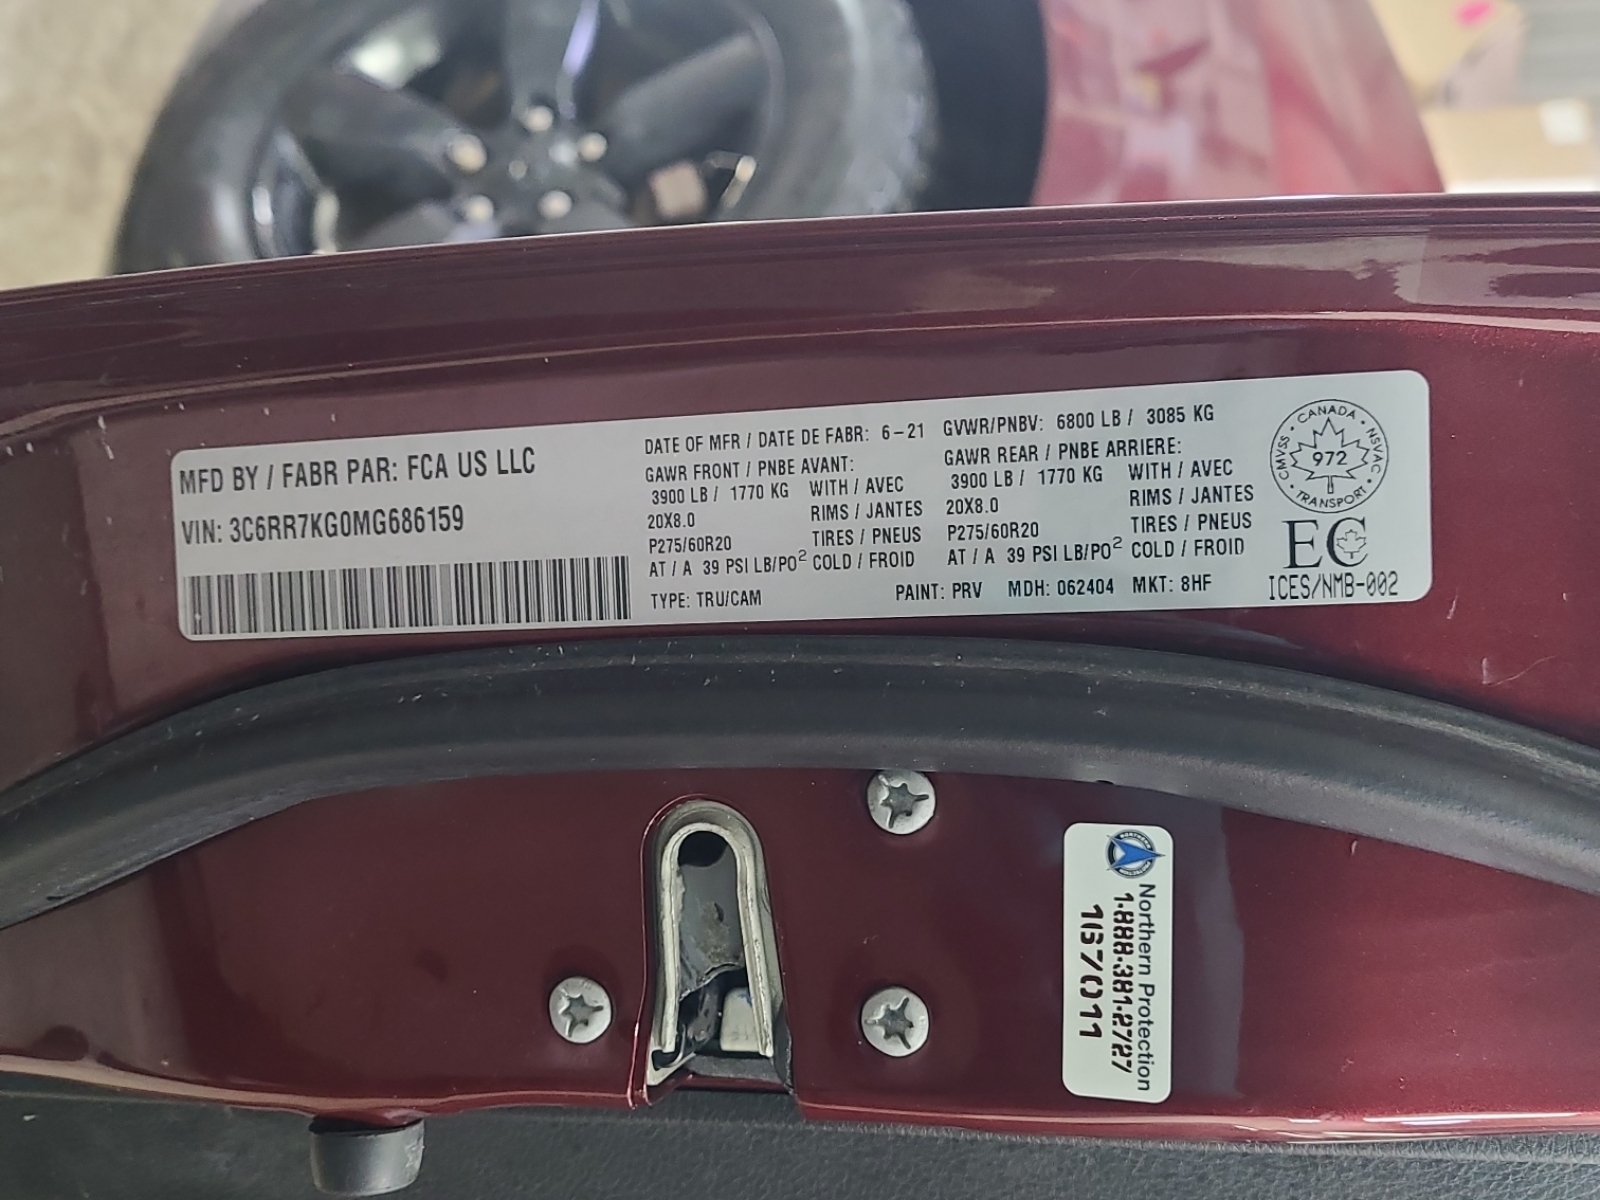 MFD BY / FABR PAR: FCA US LLC
VIN: 3C6RR7KG0MG686159
DATE OF MFR / DATE DE FABR: 6-21
GVWR/PNBV: 6800 LB / 3085 KG
GAWR FRONT / PNBE AVANT:
3900 LB / 1770 KG WITH / AVEC
20X8.0 RIMS / JANTES
P275/60R20 TIRES / PNEUS
AT / A 39 PSI LB/PO² COLD / FROID
GAWR REAR / PNBE ARRIERE:
3900 LB / 1770 KG WITH / AVEC
20X8.0 RIMS / JANTES
P275/60R20 TIRES / PNEUS
AT / A 39 PSI LB/PO² COLD / FROID
TYPE: TRU/CAM
PAINT: PRV MDH: 062404 MKT: 8HF
CANADA
CMVSS • NSVAC
972
TRANSPORT
EC
ICES/NMB-002
NORTHERN PROTECTION
Northern Protection
1-888-381-2727
1167011